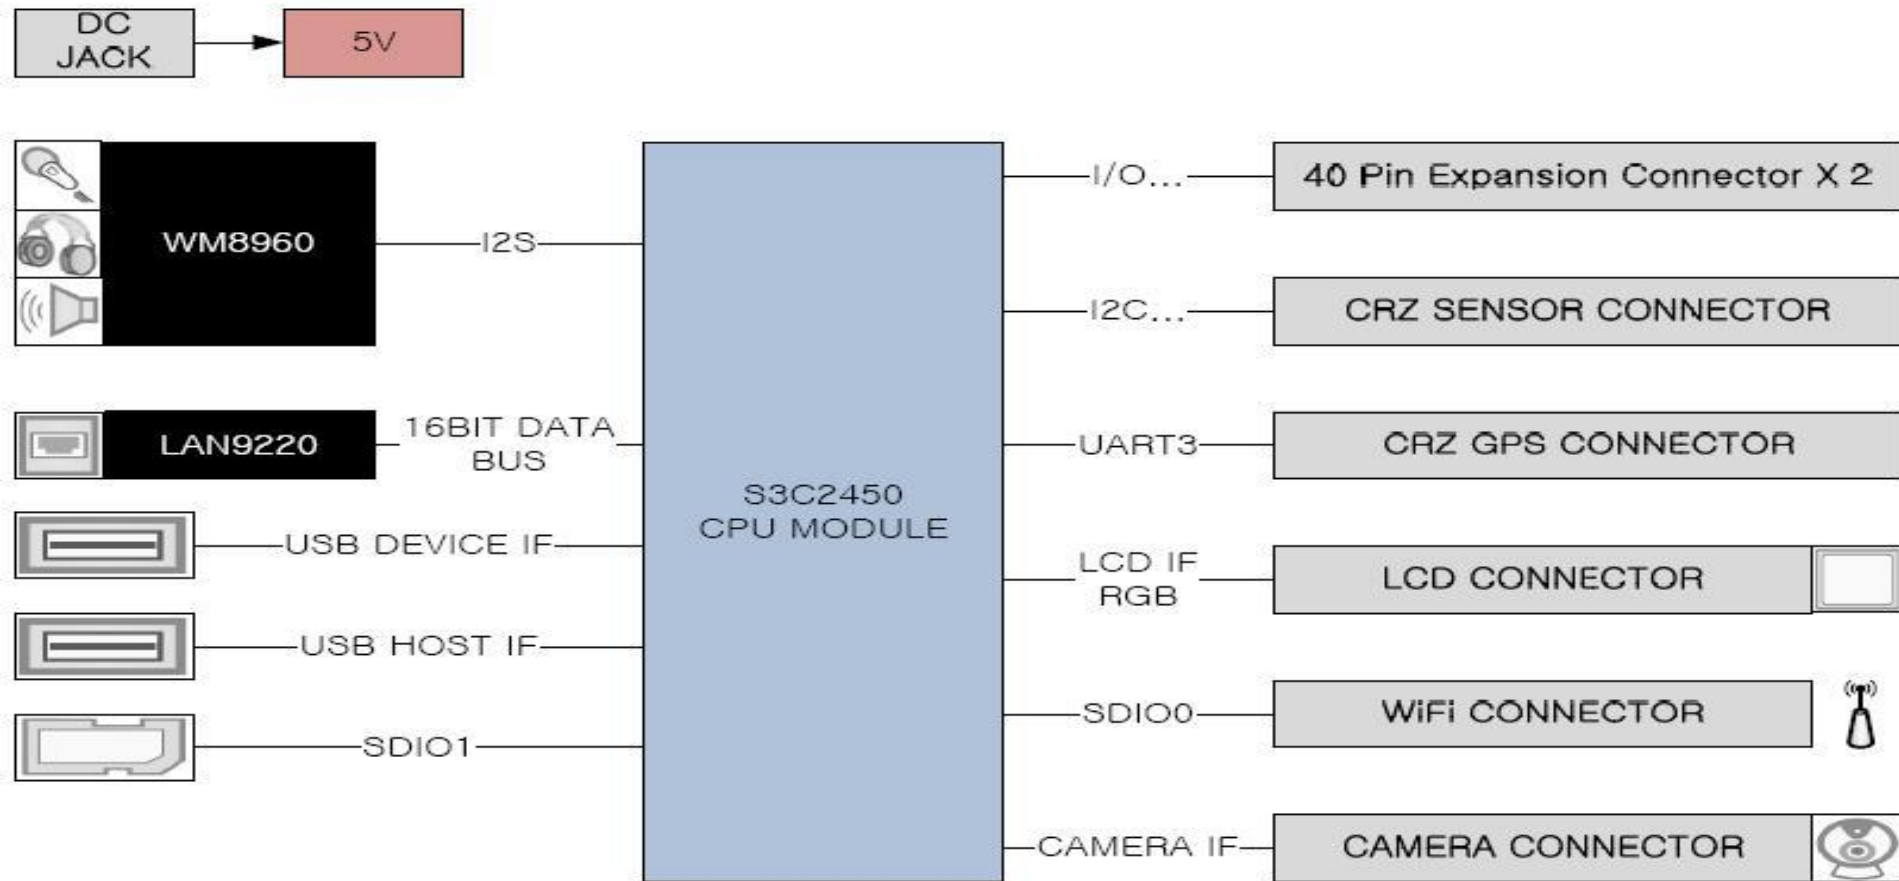 DC
JACK
5V
WM8960
I2S
LAN9220
16BIT DATA
BUS
USB DEVICE IF
USB HOST IF
SDIO1
S3C2450
CPU MODULE
I/O...
40 Pin Expansion Connector X 2
I2C...
CRZ SENSOR CONNECTOR
UART3
CRZ GPS CONNECTOR
LCD IF
RGB
LCD CONNECTOR
SDIO0
WiFi CONNECTOR
CAMERA IF
CAMERA CONNECTOR